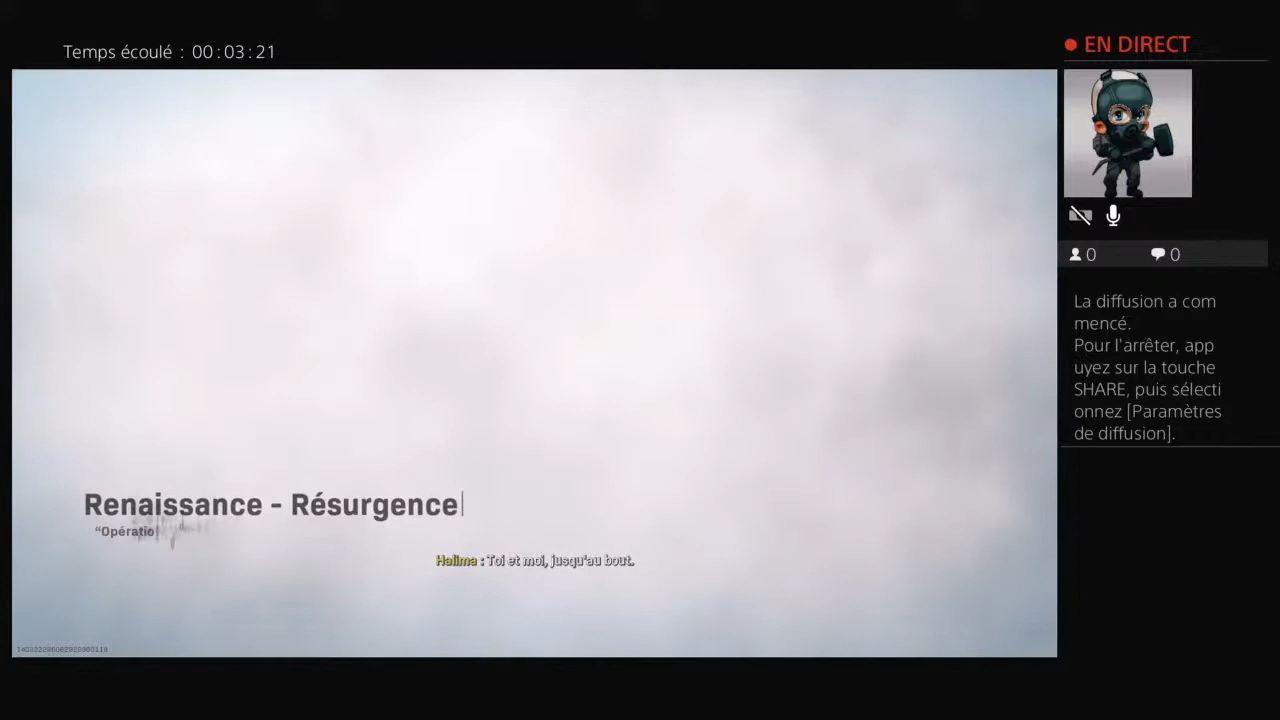 Temps écoulé : 00:03:21
EN DIRECT
0 0
La diffusion a com
mencé.
Pour l'arrêter, app
uyez sur la touche
SHARE, puis sélecti
onnez [Paramètres
de diffusion].
Renaissance - Résurgence
“Opératio
Halima : Toi et moi, jusqu'au bout.